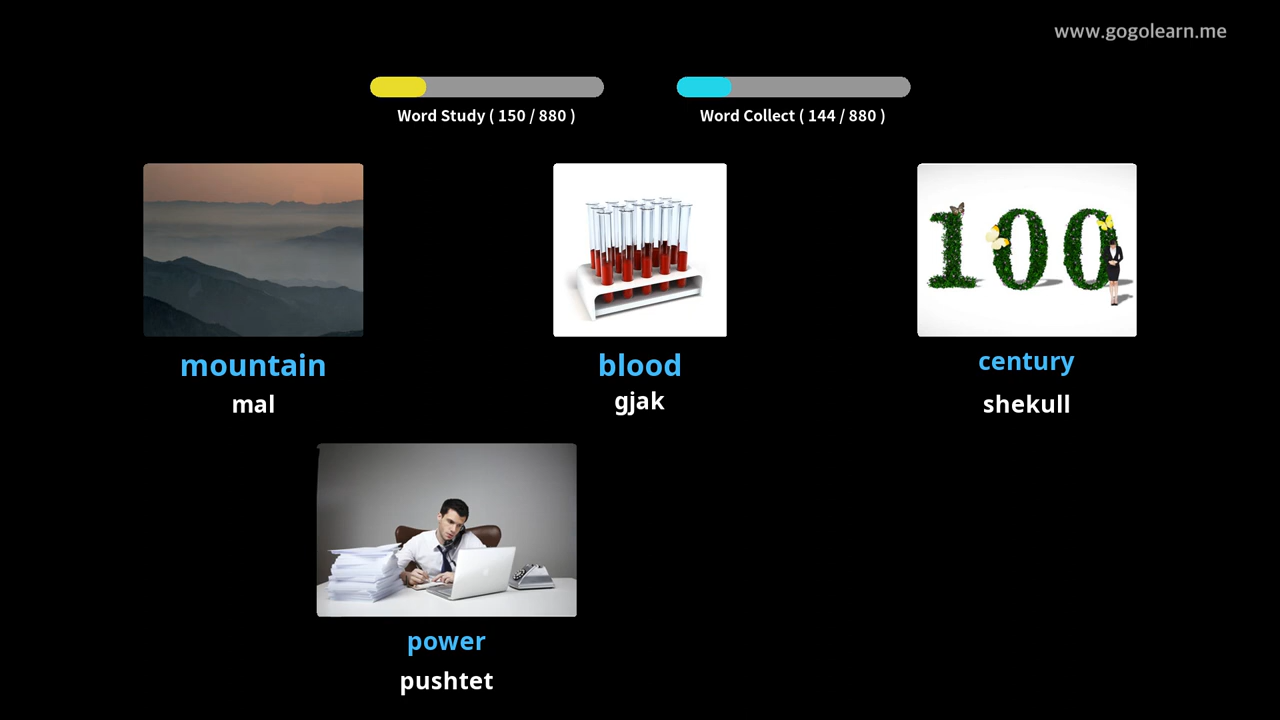 www.gogolearn.me
Word Study ( 150 / 880 )
Word Collect ( 144 / 880 )
mountain
mal
blood
gjak
century
shekull
power
pushtet